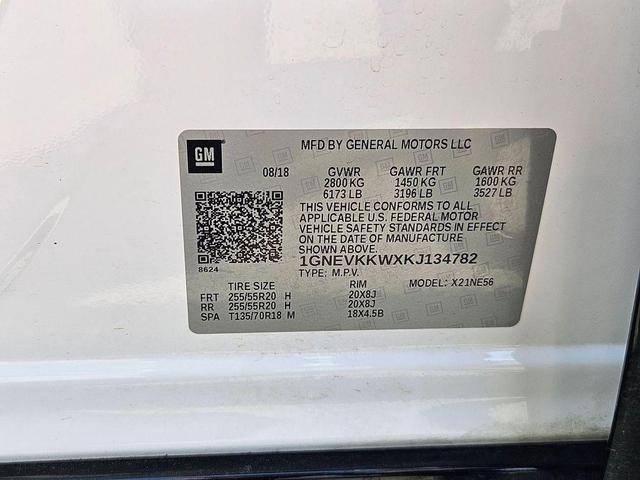 GM
MFD BY GENERAL MOTORS LLC
08/18 GVWR GAWR FRT GAWR RR
2800 KG 1450 KG 1600 KG
6173 LB 3196 LB 3527 LB
THIS VEHICLE CONFORMS TO ALL
APPLICABLE U.S. FEDERAL MOTOR
VEHICLE SAFETY STANDARDS IN EFFECT
ON THE DATE OF MANUFACTURE
SHOWN ABOVE.
1GNEVKKWXKJ134782
8624
TYPE: M.P.V.
TIRE SIZE RIM MODEL: X21NE56
FRT 255/55R20 H 20X8J
RR 255/55R20 H 20X8J
SPA T135/70R18 M 18X4.5B